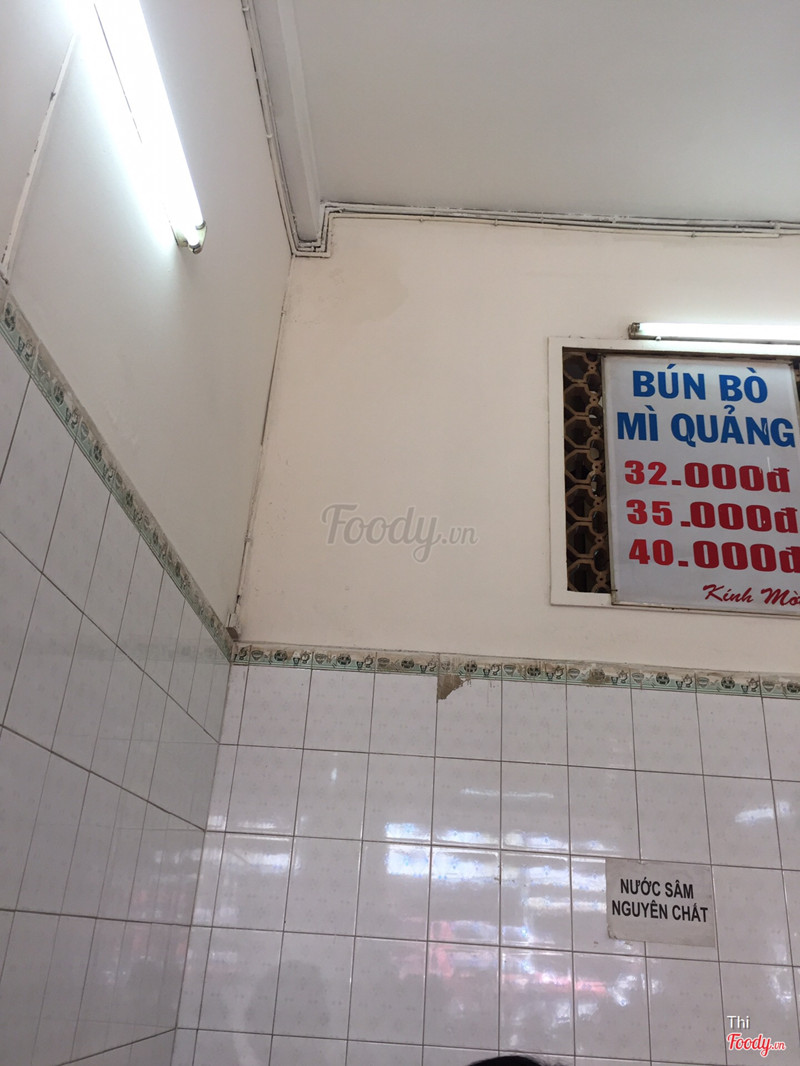 BÚN BÒ
MÌ QUẢNG
32.000đ
35.000đ
40.000đ
Kính
Foody.vn
NƯỚC SÂM
NGUYÊN CHẤT
Thi
Foody.vn